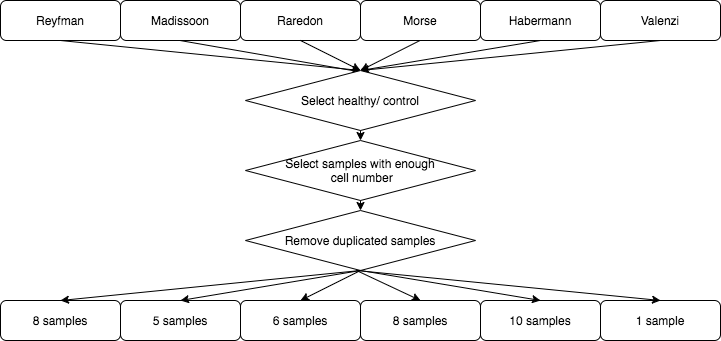 Reyfman
Madissoon
Raredon
Morse
Habermann
Valenzi
Select healthy/ control
Select samples with enough
cell number
Remove duplicated samples
8 samples
5 samples
6 samples
8 samples
10 samples
1 sample